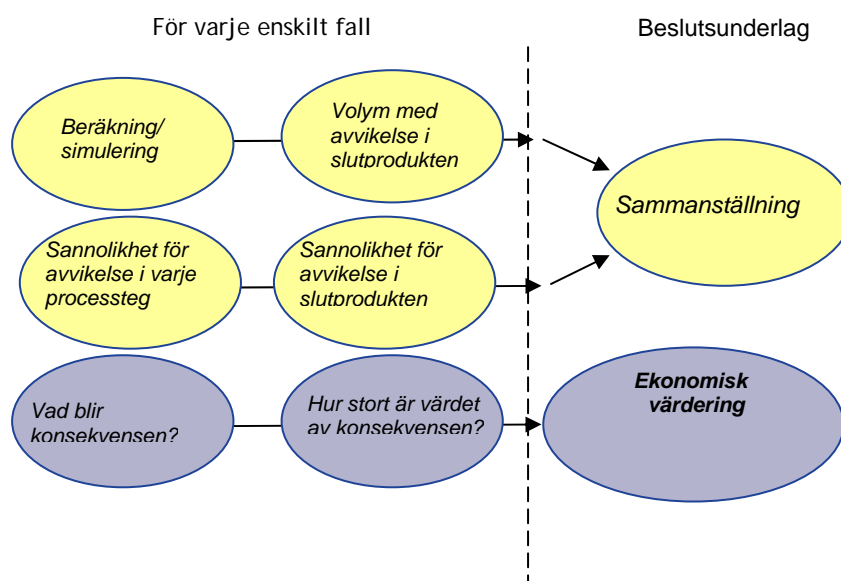 För varje enskilt fall
Beslutsunderlag
Beräkning/
simulering
Volym med
avvikelse i
slutprodukten
Sammanställning
Sannolikhet för
avvikelse i varje
processteg
Sannolikhet för
avvikelse i
slutprodukten
Vad blir
konsekvensen?
Hur stort är värdet
av konsekvensen?
Ekonomisk
värdering